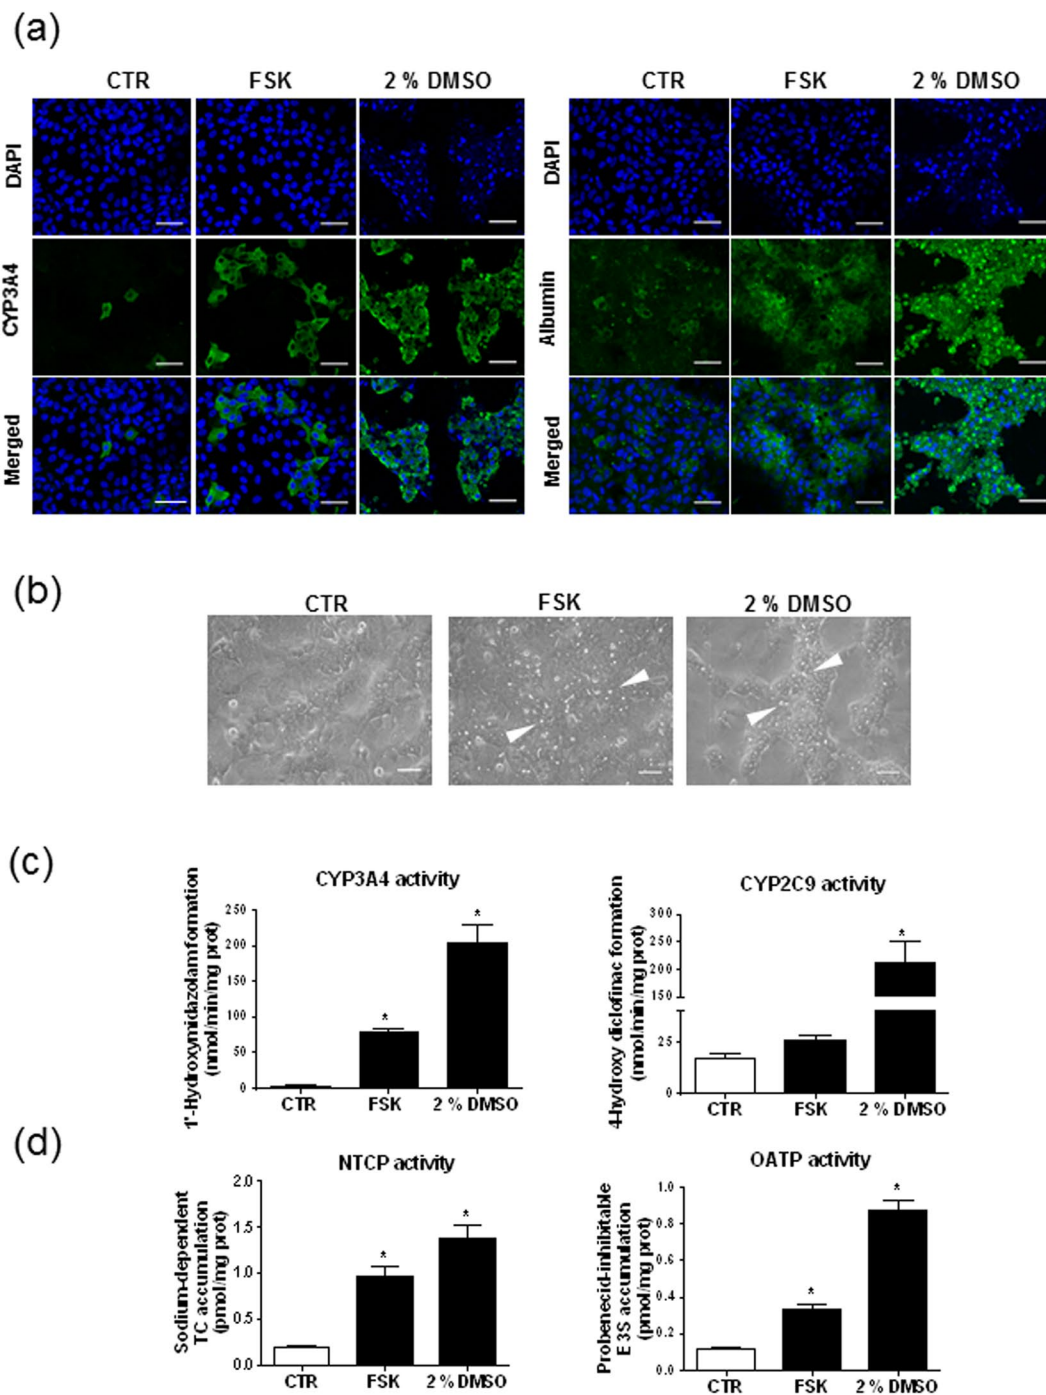 (a)
CTR FSK 2 % DMSO CTR FSK 2 % DMSO
DAPI DAPI
CYP3A4 Albumin
Merged Merged
(b)
CTR FSK 2 % DMSO
(c)
CYP3A4 activity
1'-Hydroxymidazolam formation
(nmol/min/mg prot)
250
200
150
100
50
0
*
*
CTR FSK 2 % DMSO
CYP2C9 activity
4-hydroxy diclofinac formation
(nmol/min/mg prot)
300
250
200
150
25
0
*
CTR FSK 2 % DMSO
(d)
NTCP activity
Sodium-dependent
TC accumulation
(pmol/mg prot)
2.0
1.5
1.0
0.5
0.0
*
*
CTR FSK 2 % DMSO
OATP activity
Probenecid-inhibitable
E3S accumulation
(pmol/mg prot)
1.0
0.8
0.6
0.4
0.2
0.0
*
*
CTR FSK 2 % DMSO